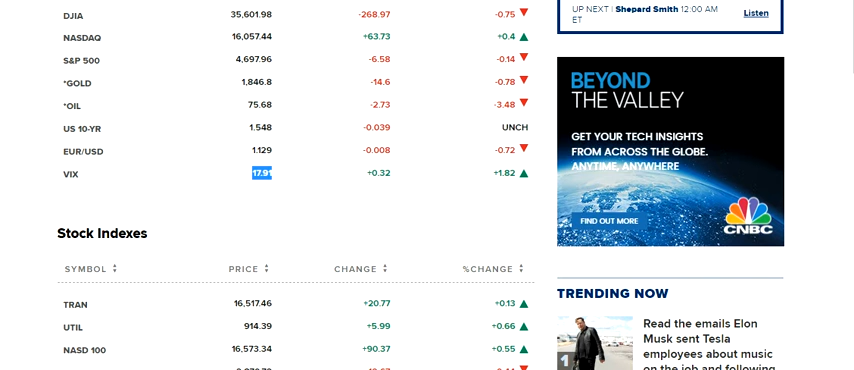 DJIA 35,601.98 -268.97 -0.75
NASDAQ 16,057.44 +63.73 +0.4
S&P 500 4,697.96 -6.58 -0.14
*GOLD 1,846.8 -14.6 -0.78
*OIL 75.68 -2.73 -3.48
US 10-YR 1.548 -0.039 UNCH
EUR/USD 1.129 -0.008 -0.72
VIX 17.91 +0.32 +1.82
Stock Indexes
SYMBOL PRICE CHANGE %CHANGE
TRAN 16,517.46 +20.77 +0.13
UTIL 914.39 +5.99 +0.66
NASD 100 16,573.34 +90.37 +0.55
UP NEXT | Shepard Smith 12:00 AM
ET
Listen
BEYOND
THE VALLEY
GET YOUR TECH INSIGHTS
FROM ACROSS THE GLOBE.
ANYTIME, ANYWHERE
FIND OUT MORE
CNBC
TRENDING NOW
1
Read the emails Elon
Musk sent Tesla
employees about music
on the job and following